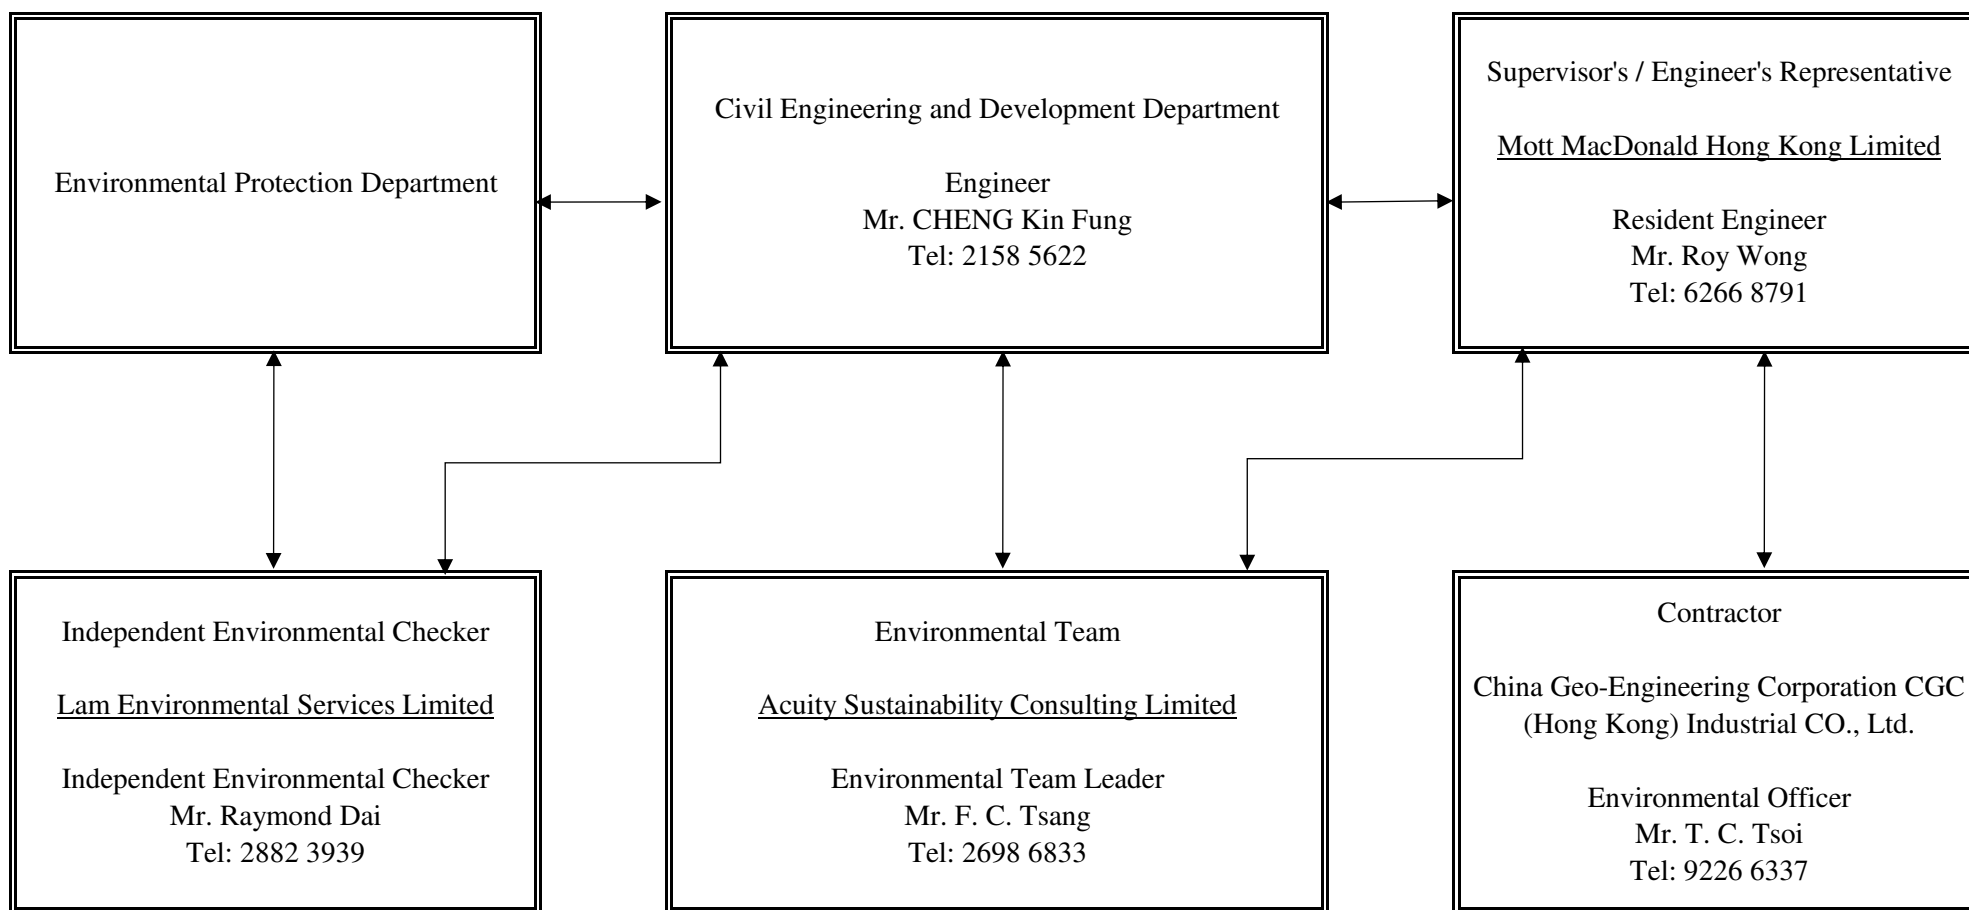 Environmental Protection Department
Civil Engineering and Development Department
Engineer
Mr. CHENG Kin Fung
Tel: 2158 5622
Supervisor's / Engineer's Representative
Mott MacDonald Hong Kong Limited
Resident Engineer
Mr. Roy Wong
Tel: 6266 8791
Independent Environmental Checker
Lam Environmental Services Limited
Independent Environmental Checker
Mr. Raymond Dai
Tel: 2882 3939
Environmental Team
Acuity Sustainability Consulting Limited
Environmental Team Leader
Mr. F. C. Tsang
Tel: 2698 6833
Contractor
China Geo-Engineering Corporation CGC
(Hong Kong) Industrial CO., Ltd.
Environmental Officer
Mr. T. C. Tsoi
Tel: 9226 6337